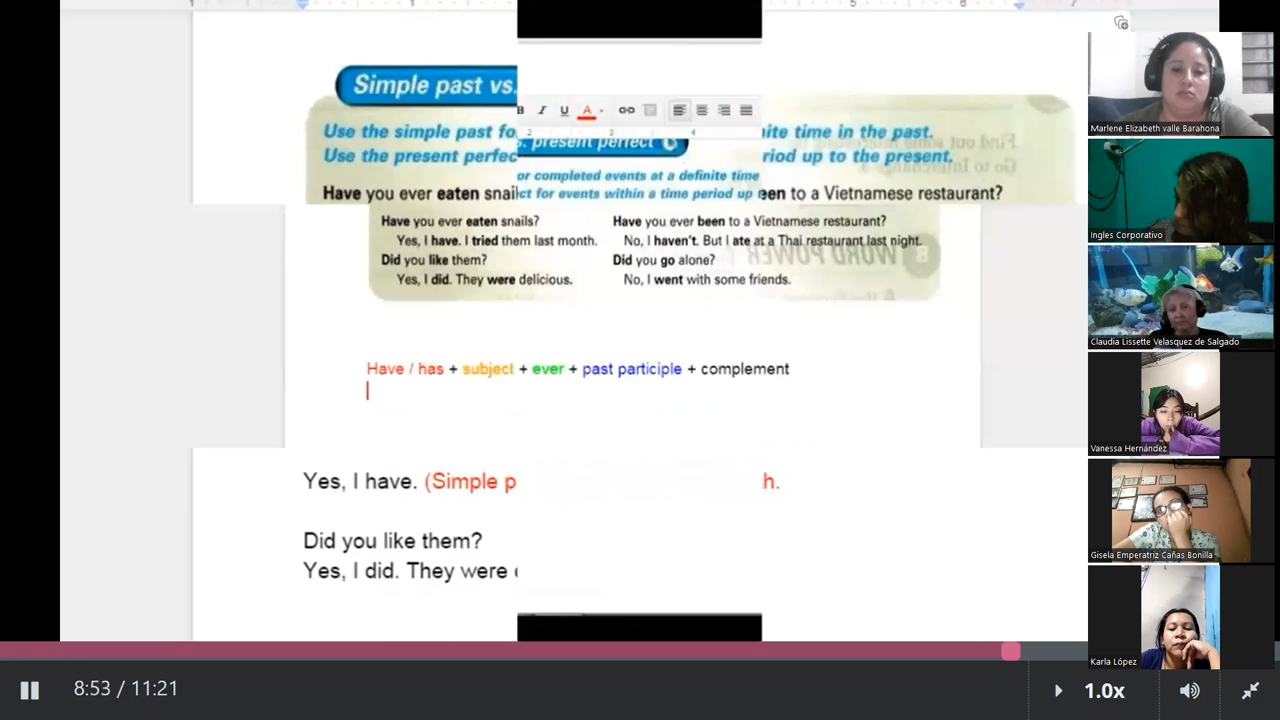 Simple past vs.
Use the simple past fo
ite time in the past.
Use the present perfec
riod up to the present.
s. present perfect
or completed events at a definite time
ct for events within a time period up
Have you ever eaten snail
een to a Vietnamese restaurant?
Have you ever eaten snails?
Yes, I have. I tried them last month.
Did you like them?
Yes, I did. They were delicious.
Have you ever been to a Vietnamese restaurant?
No, I haven't. But I ate at a Thai restaurant last night.
Did you go alone?
No, I went with some friends.
WORD POWER
Have / has + subject + ever + past participle + complement
Yes, I have. (Simple p
h.
Did you like them?
Yes, I did. They were
Marlene Elizabeth valle Barahona
Ingles Corporativo
Claudia Lissette Velasquez de Salgado
Vanessa Hernández
Gisela Emperatriz Cañas Bonilla
Karla López
8:53 / 11:21
1.0x